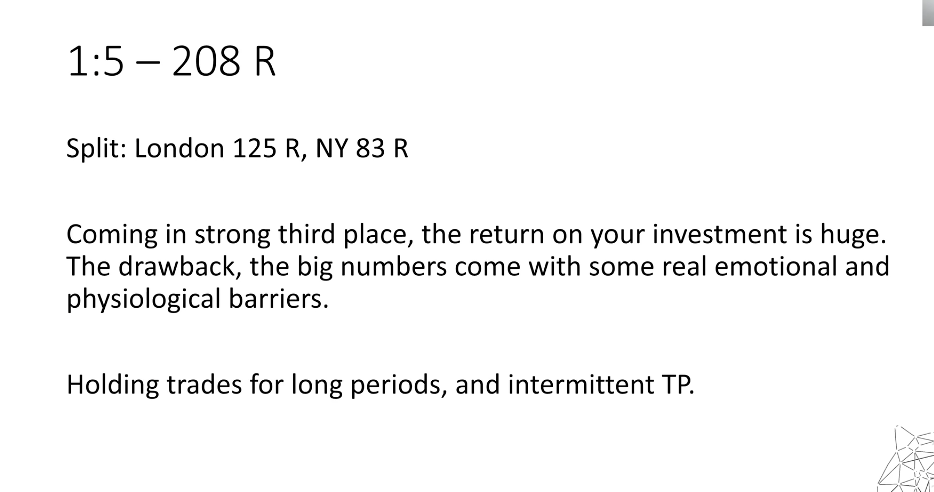 1:5 – 208 R
Split: London 125 R, NY 83 R
Coming in strong third place, the return on your investment is huge.
The drawback, the big numbers come with some real emotional and
physiological barriers.
Holding trades for long periods, and intermittent TP.